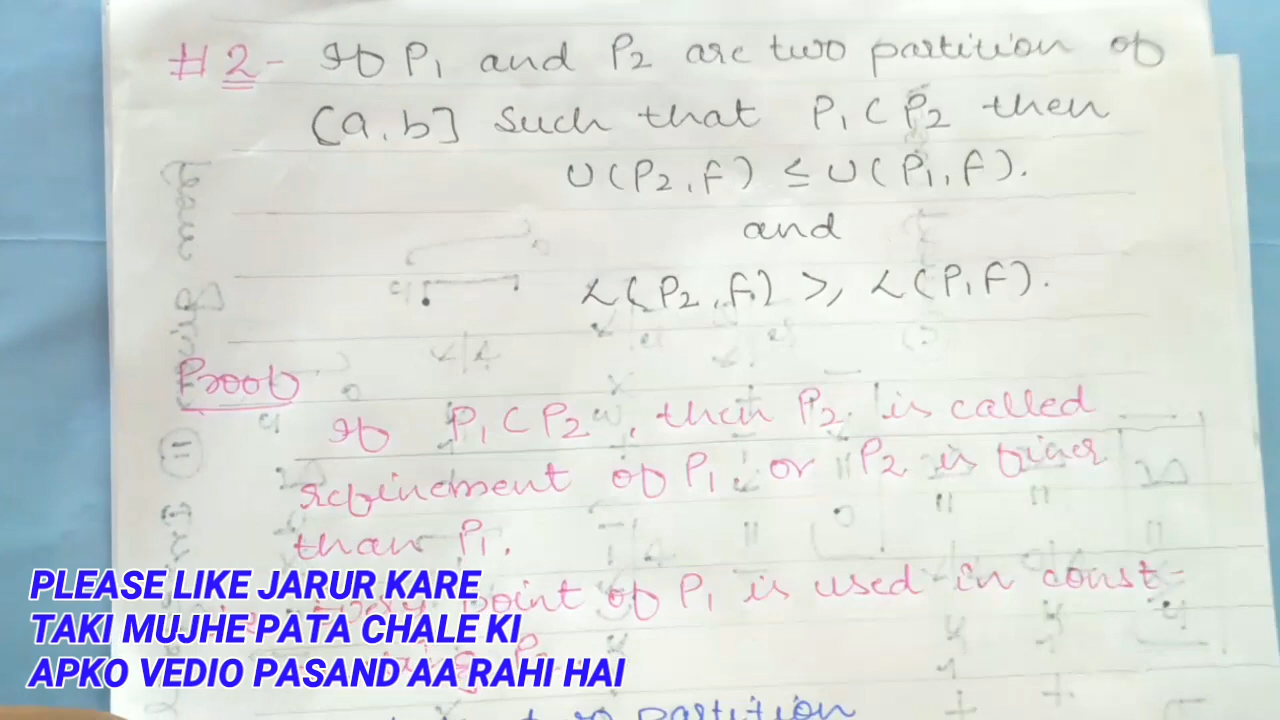 #2- If P1 and P2 are two partition of
[a,b] such that P1 ⊂ P2 then
U(P2,f) ≤ U(P1,f).
and
L(P2,f) ≥ L(P1,f).
Proof
If P1 ⊂ P2, then P2 is called
refinement of P1 or P2 is finer
than P1.
every point of P1 is used in const-
PLEASE LIKE JARUR KARE
TAKI MUJHE PATA CHALE KI
APKO VEDIO PASAND AA RAHI HAI
partition